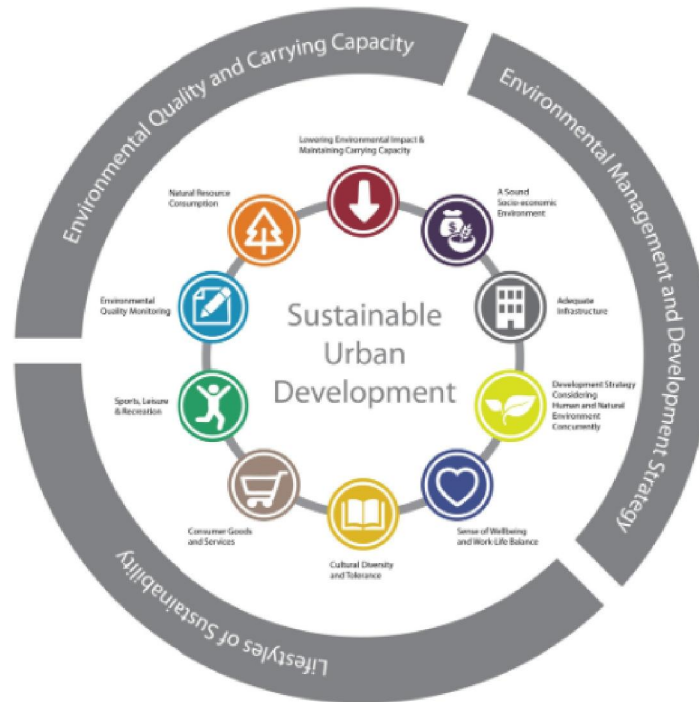 Environmental Quality and Carrying Capacity
Environmental Management and Development Strategy
Lifestyles of Sustainability
Sustainable
Urban
Development
Lowering Environmental Impact &
Maintaining Carrying Capacity
A Sound
Socio-economic
Environment
Adequate
Infrastructure
Development Strategy
Considering
Human and Natural
Environment
Concurrently
Sense of Wellbeing
and Work-Life Balance
Cultural Diversity
and Tolerance
Consumer Goods
and Services
Sports, Leisure
& Recreation
Environmental
Quality Monitoring
Natural Resource
Consumption
$